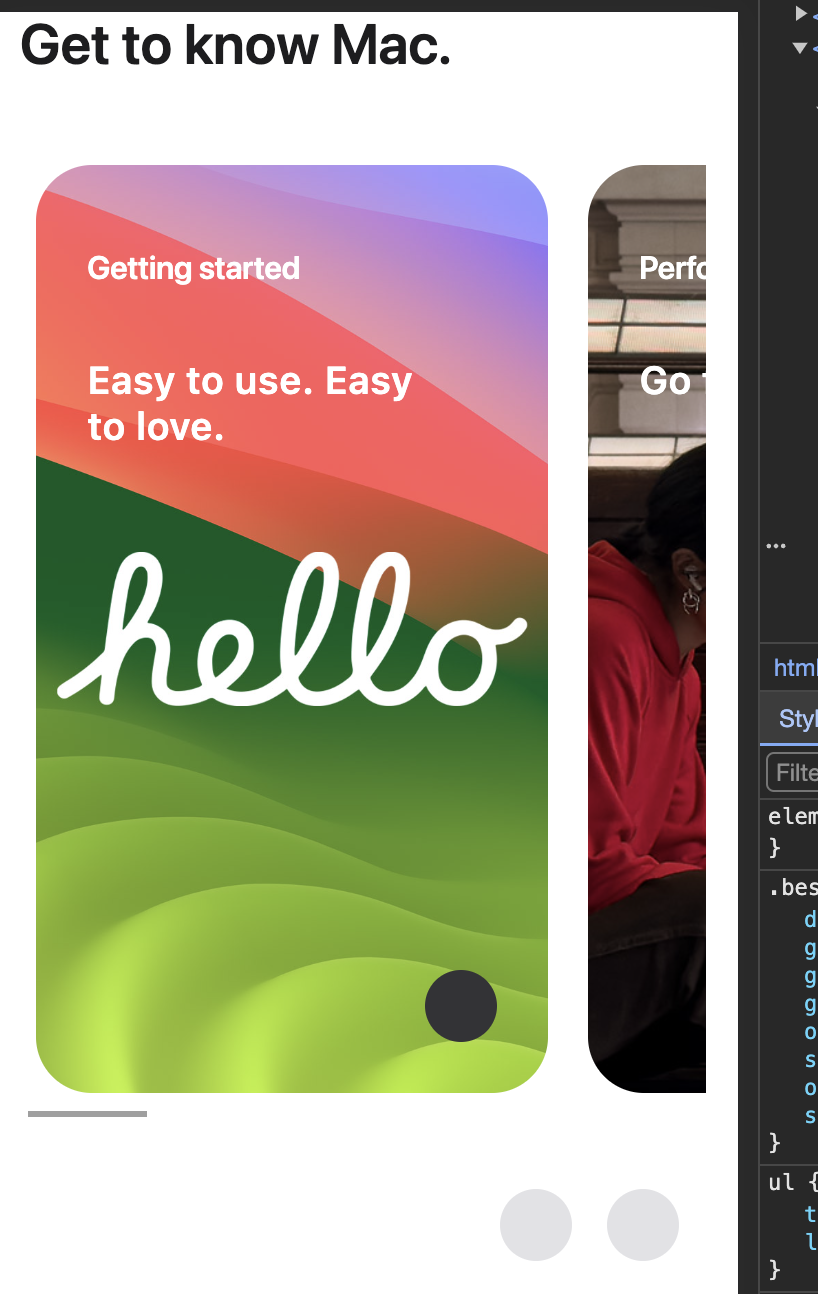 Get to know Mac.
Getting started
Easy to use. Easy
to love.
hello
Perfo
Go
html
Styl
Filte
elem
}
.bes
d
g
g
g
o
s
o
s
}
ul {
t
l
}